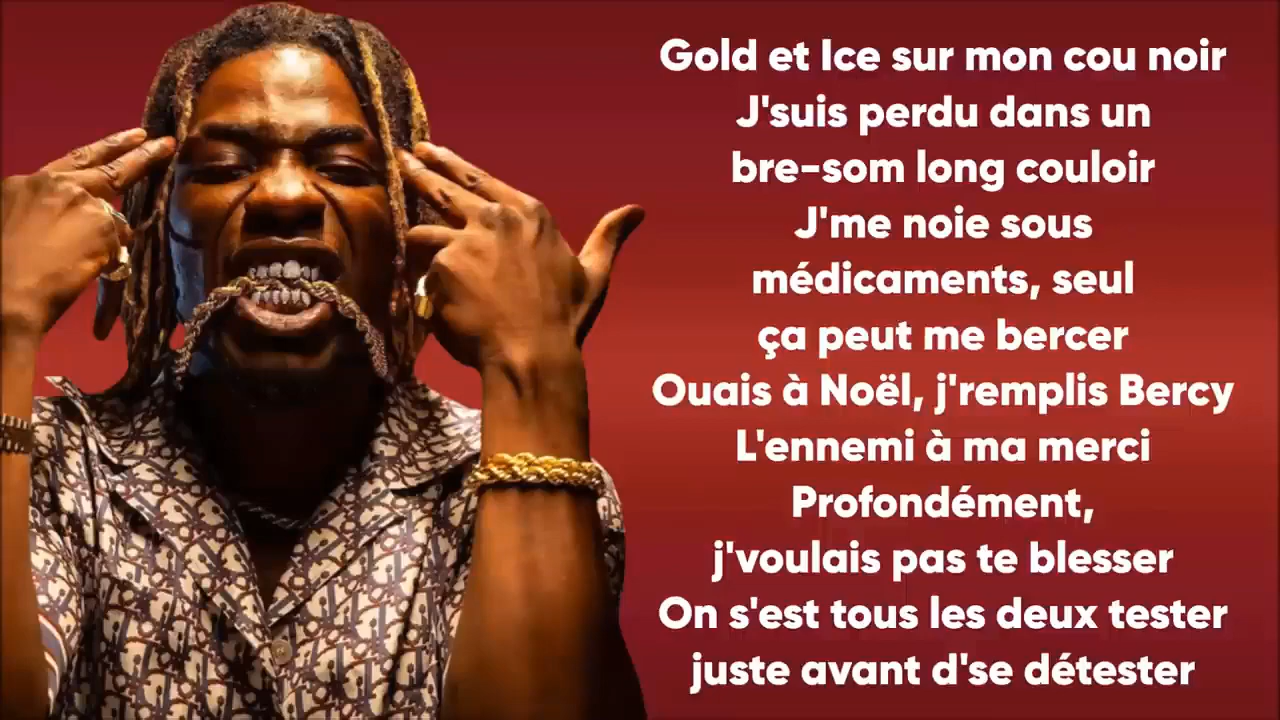 Gold et Ice sur mon cou noir
J'suis perdu dans un
bre-som long couloir
J'me noie sous
médicaments, seul
ça peut me bercer
Ouais à Noël, j'remplis Bercy
L'ennemi à ma merci
Profondément,
j'voulais pas te blesser
On s'est tous les deux tester
juste avant d'se détester